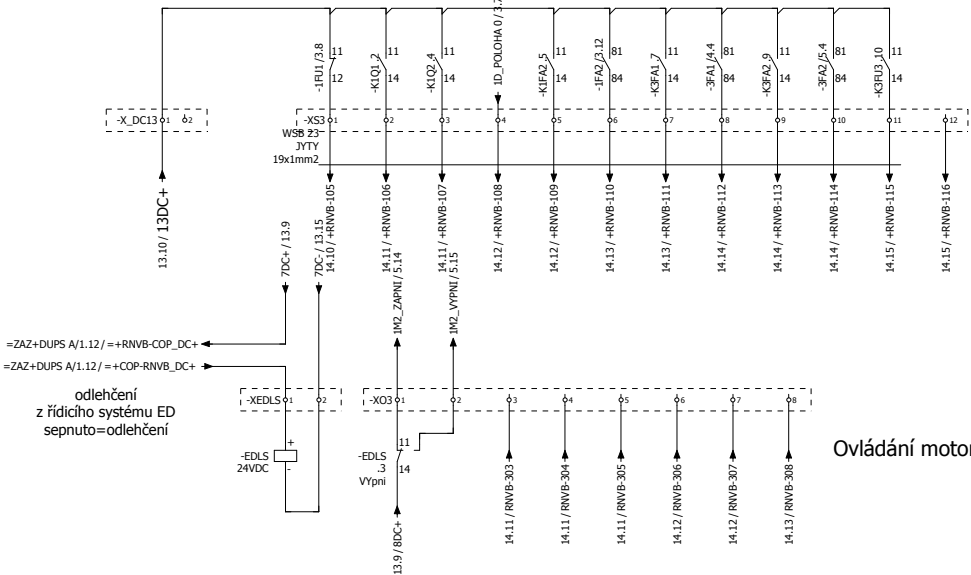 -1FU1 /3.8
11
12
-K1Q1 .2
11
14
-K1Q2 .4
11
14
1D_POLOHA 0 / 3.
-K1FA2 .5
11
14
-1FA2 /3.12
81
84
-K3FA1 .7
11
14
-3FA1 /4.4
81
84
-K3FA2 .9
11
14
-3FA2 /5.4
81
84
-K3FU3 .10
11
14
-X_DC13
1
2
-XS3
1
2
3
4
5
6
7
8
9
10
11
12
WSB 23
JYTY
19x1mm2
13.10 / 13DC+
14.10 / +RNVB-105
14.11 / +RNVB-106
14.11 / +RNVB-107
14.12 / +RNVB-108
14.12 / +RNVB-109
14.13 / +RNVB-110
14.13 / +RNVB-111
14.14 / +RNVB-112
14.14 / +RNVB-113
14.14 / +RNVB-114
14.15 / +RNVB-115
14.15 / +RNVB-116
7DC+ / 13.9
7DC- / 13.15
1M2_ZAPNI / 5.14
1M2_VYPNI / 5.15
=ZAZ+DUPS A/1.12 / =+RNVB-COP_DC+
=ZAZ+DUPS A/1.12 / =+COP-RNVB_DC+
odlehčení
z řídicího systému ED
sepnuto=odlehčení
-XEDLS
1
2
-XO3
1
2
3
4
5
6
7
8
+
-EDLS
24VDC
-
-EDLS
.3
VYpni
11
14
13.9 / 8DC+
14.11 / RNVB-303
14.11 / RNVB-304
14.11 / RNVB-305
14.12 / RNVB-306
14.12 / RNVB-307
14.13 / RNVB-308
Ovládání motor